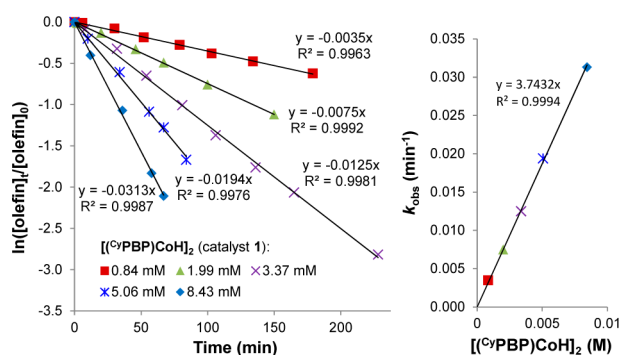 0.0
-0.5
-1.0
-1.5
-2.0
-2.5
-3.0
-3.5
ln([olefin]t/[olefin]0)
y = -0.0035x
R² = 0.9963
y = -0.0075x
R² = 0.9992
y = -0.0125x
R² = 0.9981
y = -0.0194x
R² = 0.9976
y = -0.0313x
R² = 0.9987
[(CyPBP)CoH]2 (catalyst 1):
0.84 mM 1.99 mM 3.37 mM
5.06 mM 8.43 mM
0 50 100 150 200
Time (min)
0.035
0.030
0.025
0.020
0.015
0.010
0.005
0.000
kobs (min-1)
y = 3.7432x
R² = 0.9994
0 0.005 0.01
[(CyPBP)CoH]2 (M)